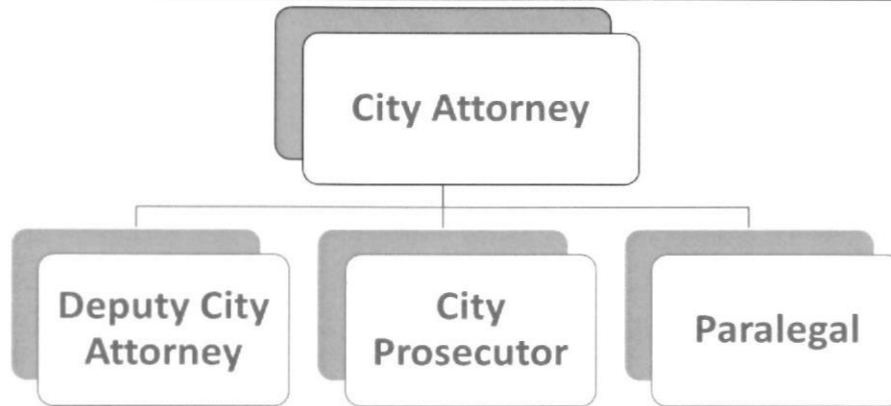 City Attorney
Deputy City
Attorney
City
Prosecutor
Paralegal